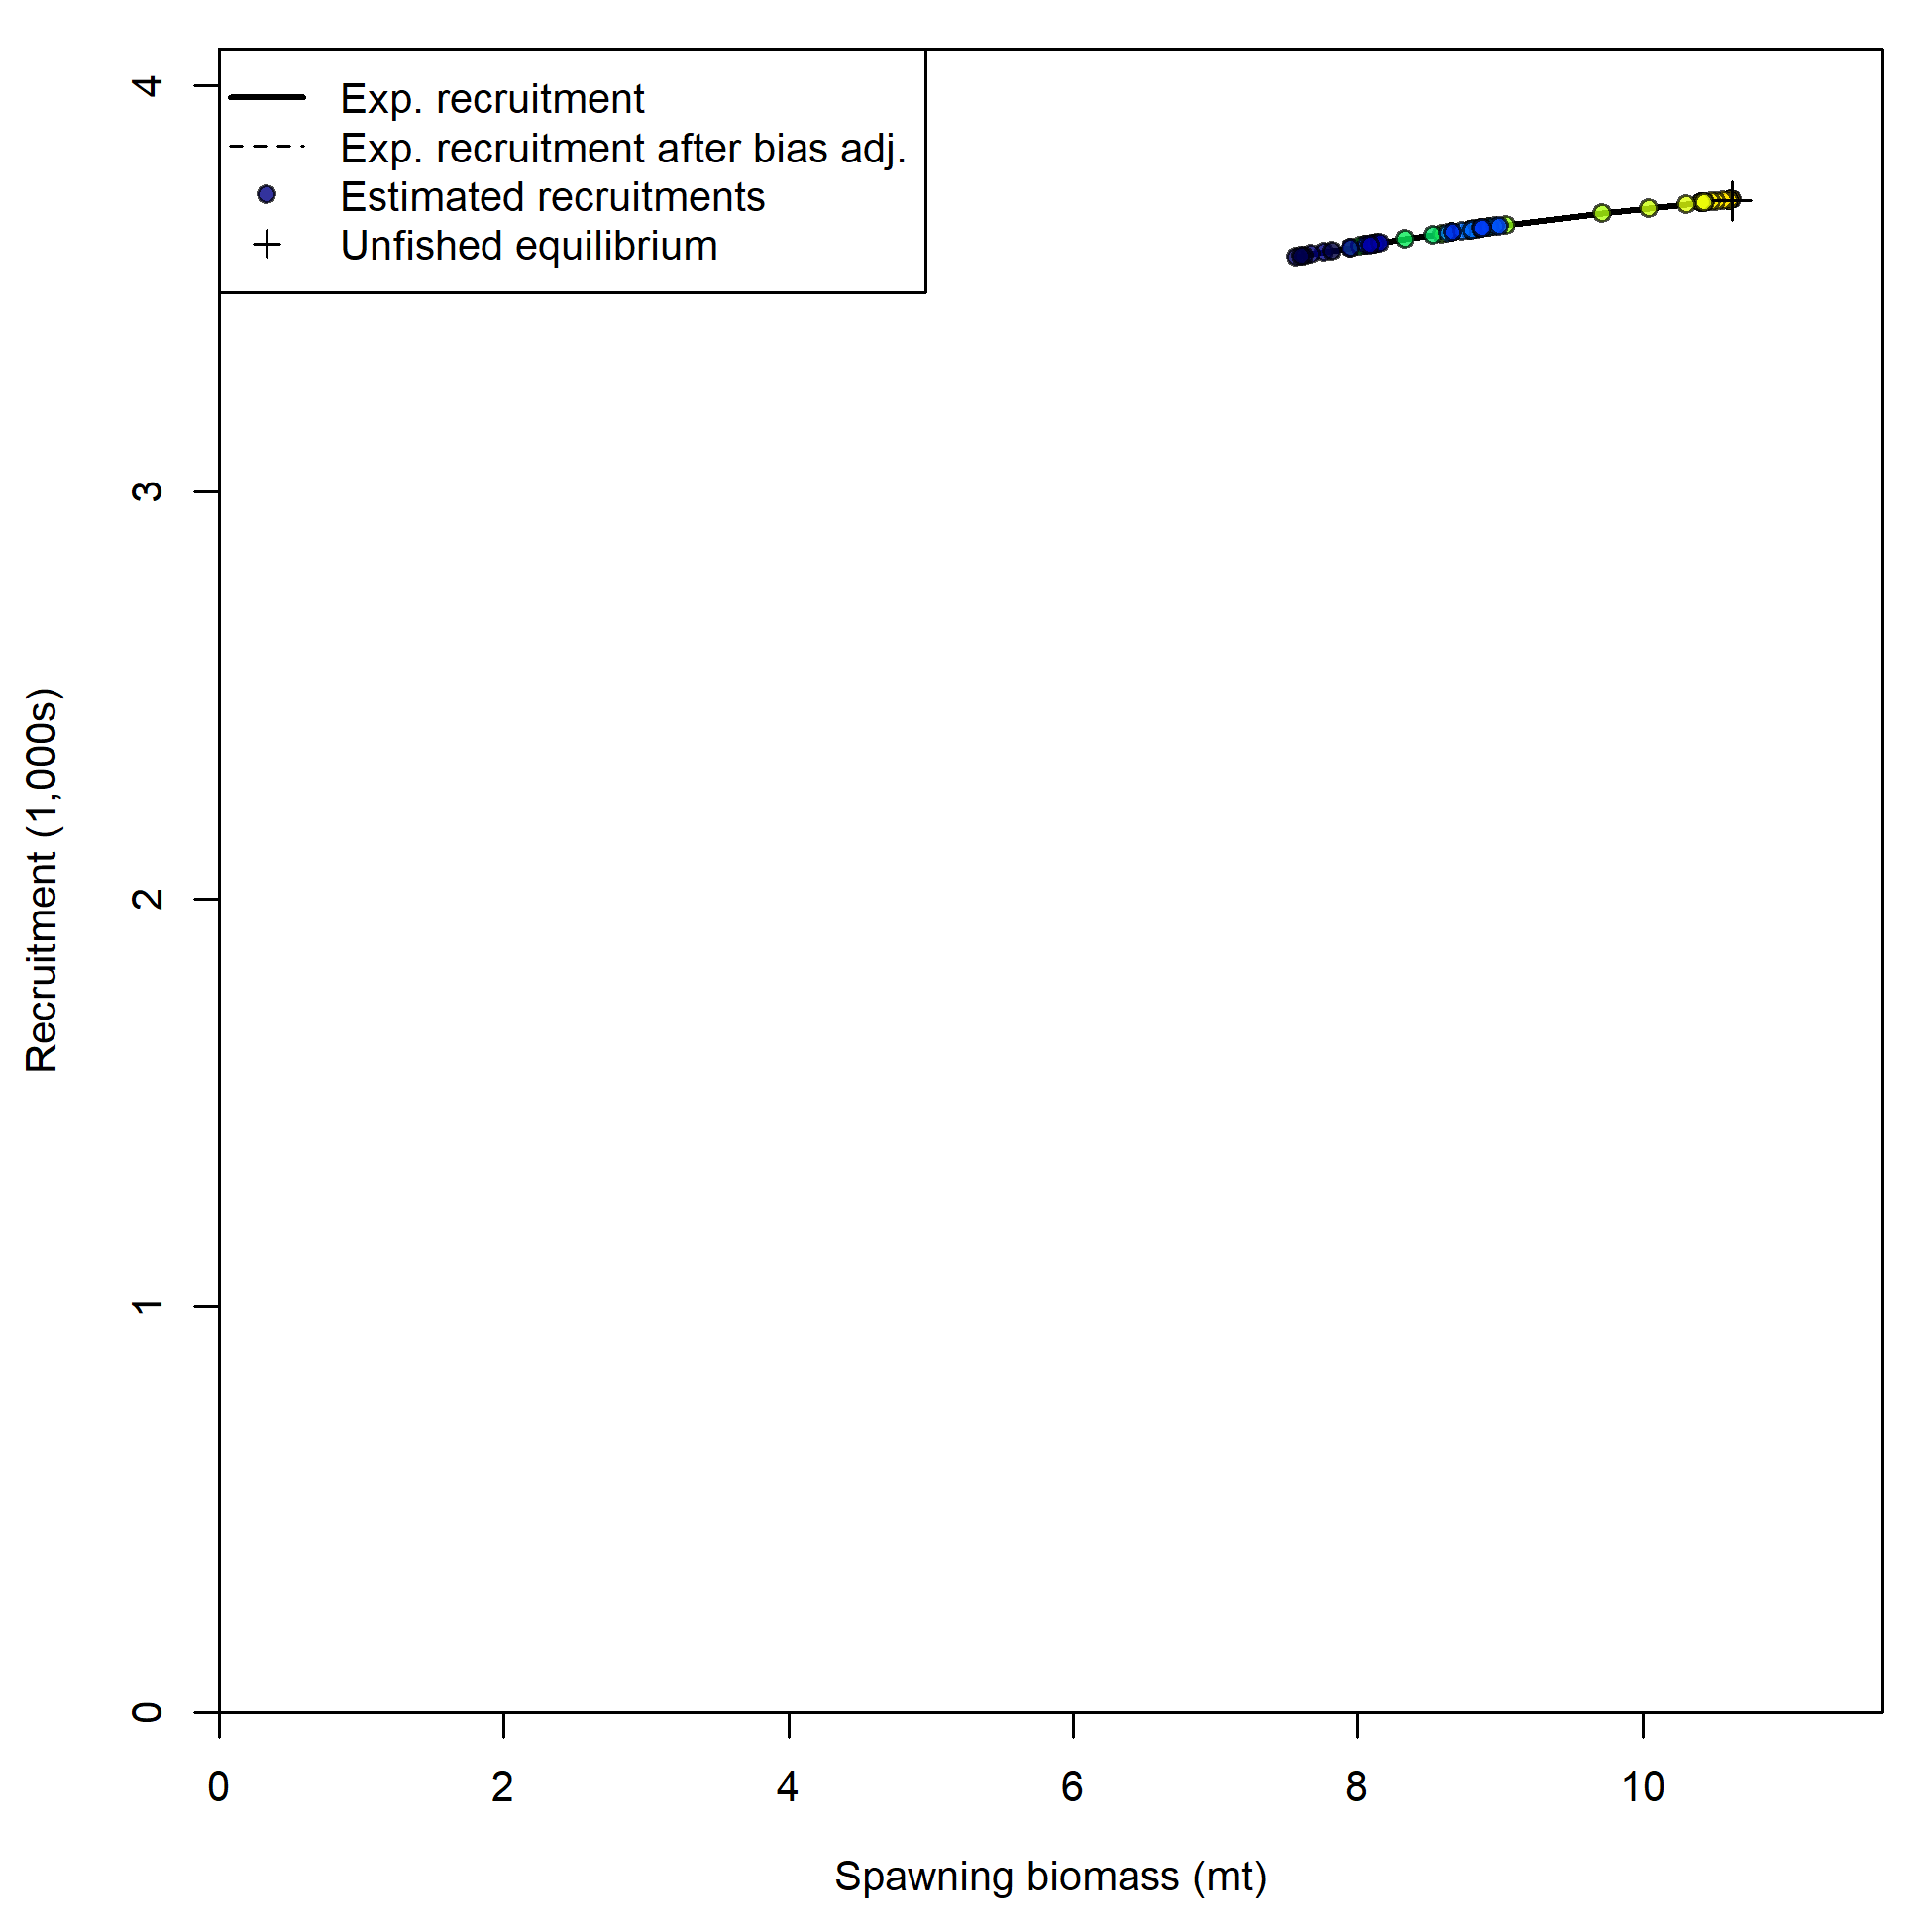 Exp. recruitment
Exp. recruitment after bias adj.
Estimated recruitments
Unfished equilibrium
4
3
2
1
0
Recruitment (1,000s)
0 2 4 6 8 10
Spawning biomass (mt)